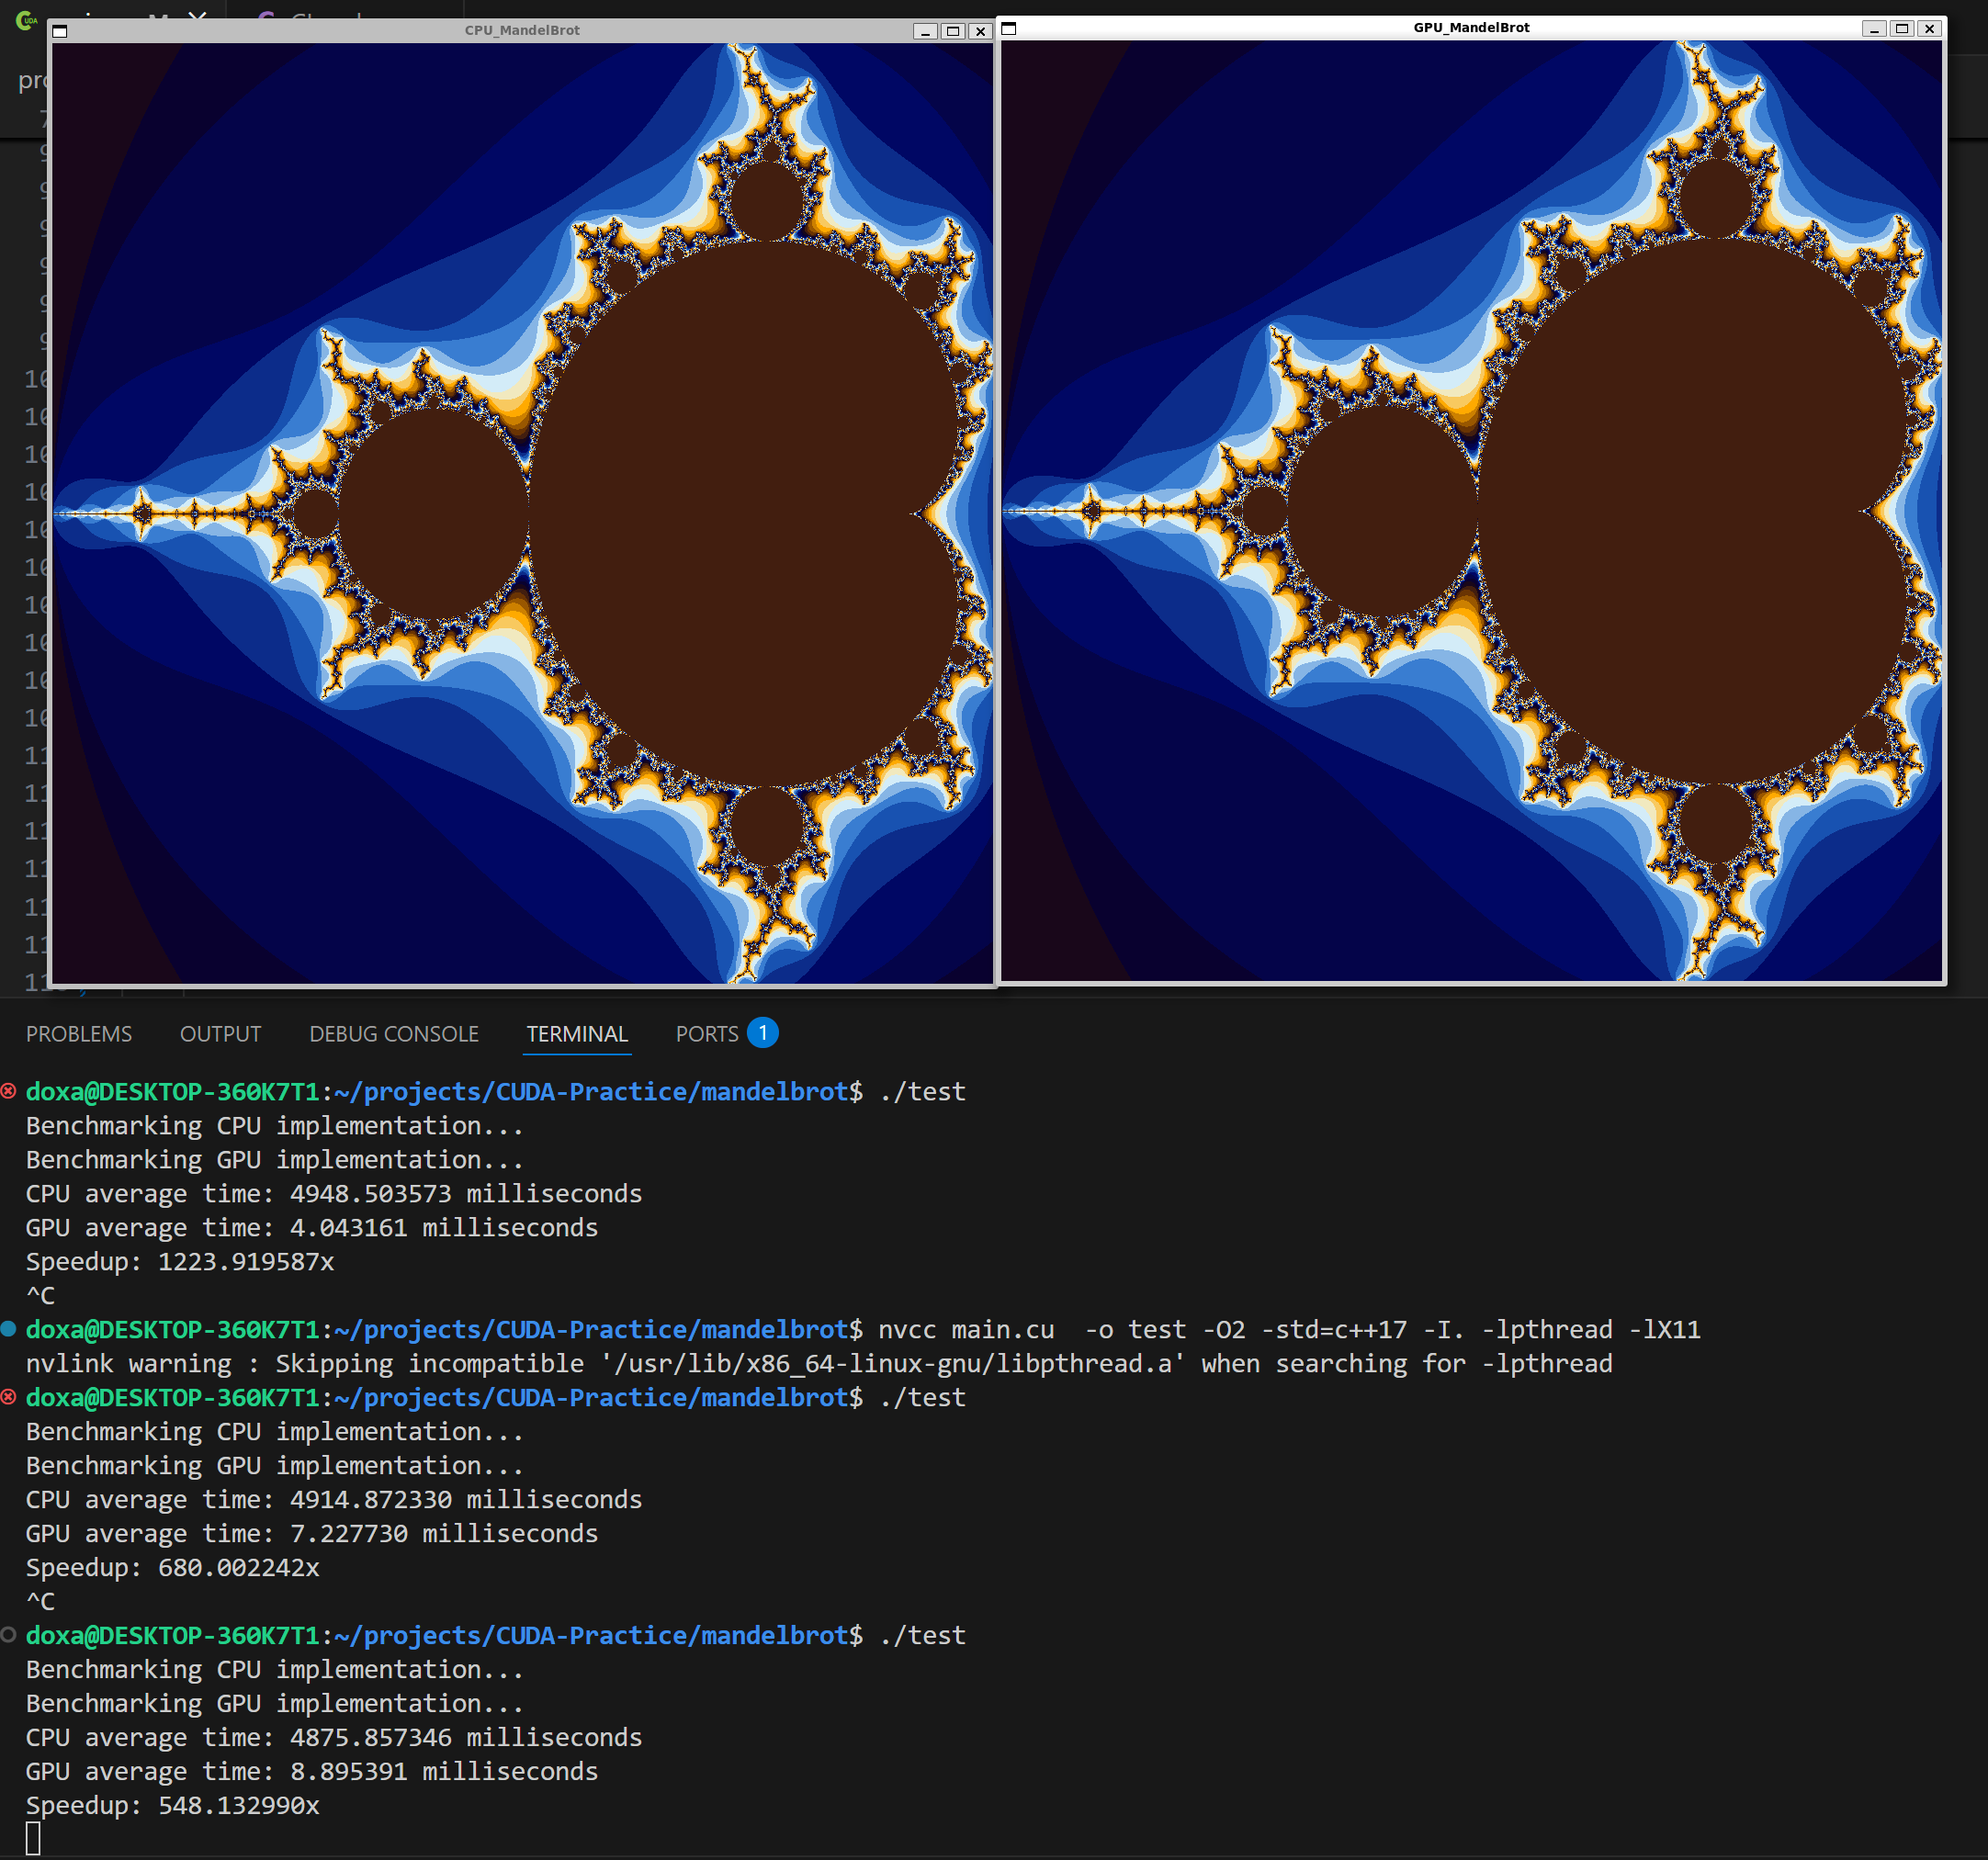 CPU_MandelBrot
GPU_MandelBrot
PROBLEMS OUTPUT DEBUG CONSOLE TERMINAL PORTS 1
doxa@DESKTOP-360K7T1:~/projects/CUDA-Practice/mandelbrot$ ./test
Benchmarking CPU implementation...
Benchmarking GPU implementation...
CPU average time: 4948.503573 milliseconds
GPU average time: 4.043161 milliseconds
Speedup: 1223.919587x
^C
doxa@DESKTOP-360K7T1:~/projects/CUDA-Practice/mandelbrot$ nvcc main.cu  -o test -O2 -std=c++17 -I. -lpthread -lX11
nvlink warning : Skipping incompatible '/usr/lib/x86_64-linux-gnu/libpthread.a' when searching for -lpthread
doxa@DESKTOP-360K7T1:~/projects/CUDA-Practice/mandelbrot$ ./test
Benchmarking CPU implementation...
Benchmarking GPU implementation...
CPU average time: 4914.872330 milliseconds
GPU average time: 7.227730 milliseconds
Speedup: 680.002242x
^C
doxa@DESKTOP-360K7T1:~/projects/CUDA-Practice/mandelbrot$ ./test
Benchmarking CPU implementation...
Benchmarking GPU implementation...
CPU average time: 4875.857346 milliseconds
GPU average time: 8.895391 milliseconds
Speedup: 548.132990x